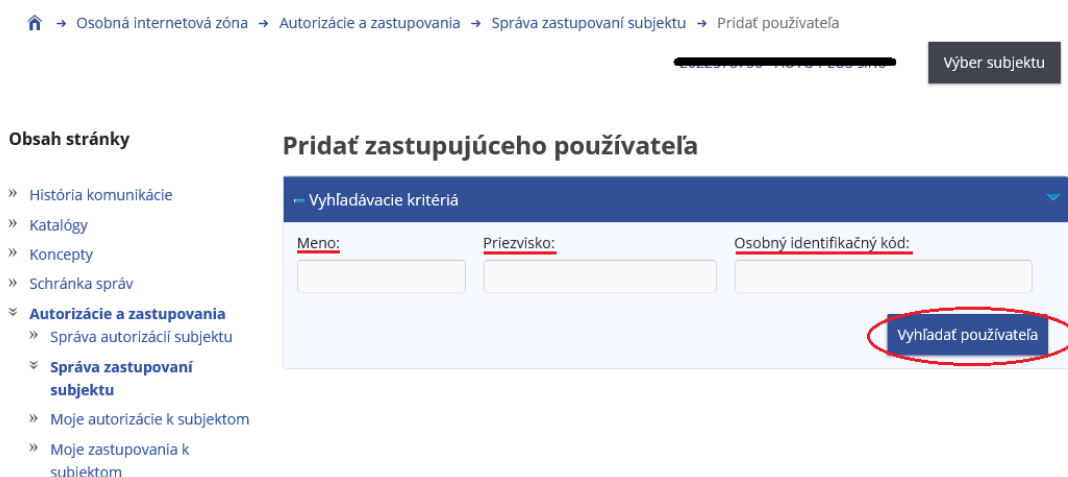 Osobná internetová zóna → Autorizácie a zastupovania → Správa zastupovaní subjektu → Pridať používateľa
Výber subjektu
Obsah stránky
Pridať zastupujúceho používateľa
» História komunikácie
» Katalógy
» Koncepty
» Schránka správ
Autorizácie a zastupovania
» Správa autorizácií subjektu
Správa zastupovaní
subjektu
» Moje autorizácie k subjektom
» Moje zastupovania k
subjektom
Vyhľadávacie kritériá
Meno:
Priezvisko:
Osobný identifikačný kód:
Vyhľadať používateľa